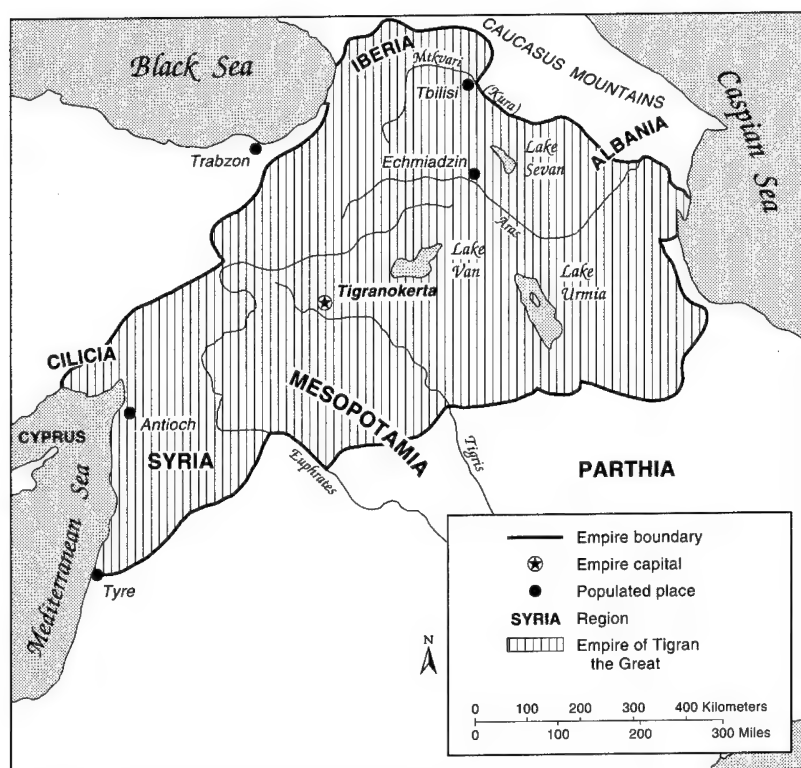 Black Sea
CAUCASUS MOUNTAINS
IBERIA
Mtkvari
Tbilisi
(Kura)
Caspian Sea
ALBANIA
Trabzon
Echmiadzin
Lake
Sevan
Aras
Lake
Van
Lake
Urmia
Tigranokerta
CILICIA
MESOPOTAMIA
Antioch
CYPRUS
SYRIA
Euphrates
Tigris
PARTHIA
Mediterranean Sea
Tyre
N
Empire boundary
Empire capital
Populated place
SYRIA Region
Empire of Tigran
the Great
0 100 200 300 400 Kilometers
0 100 200 300 Miles